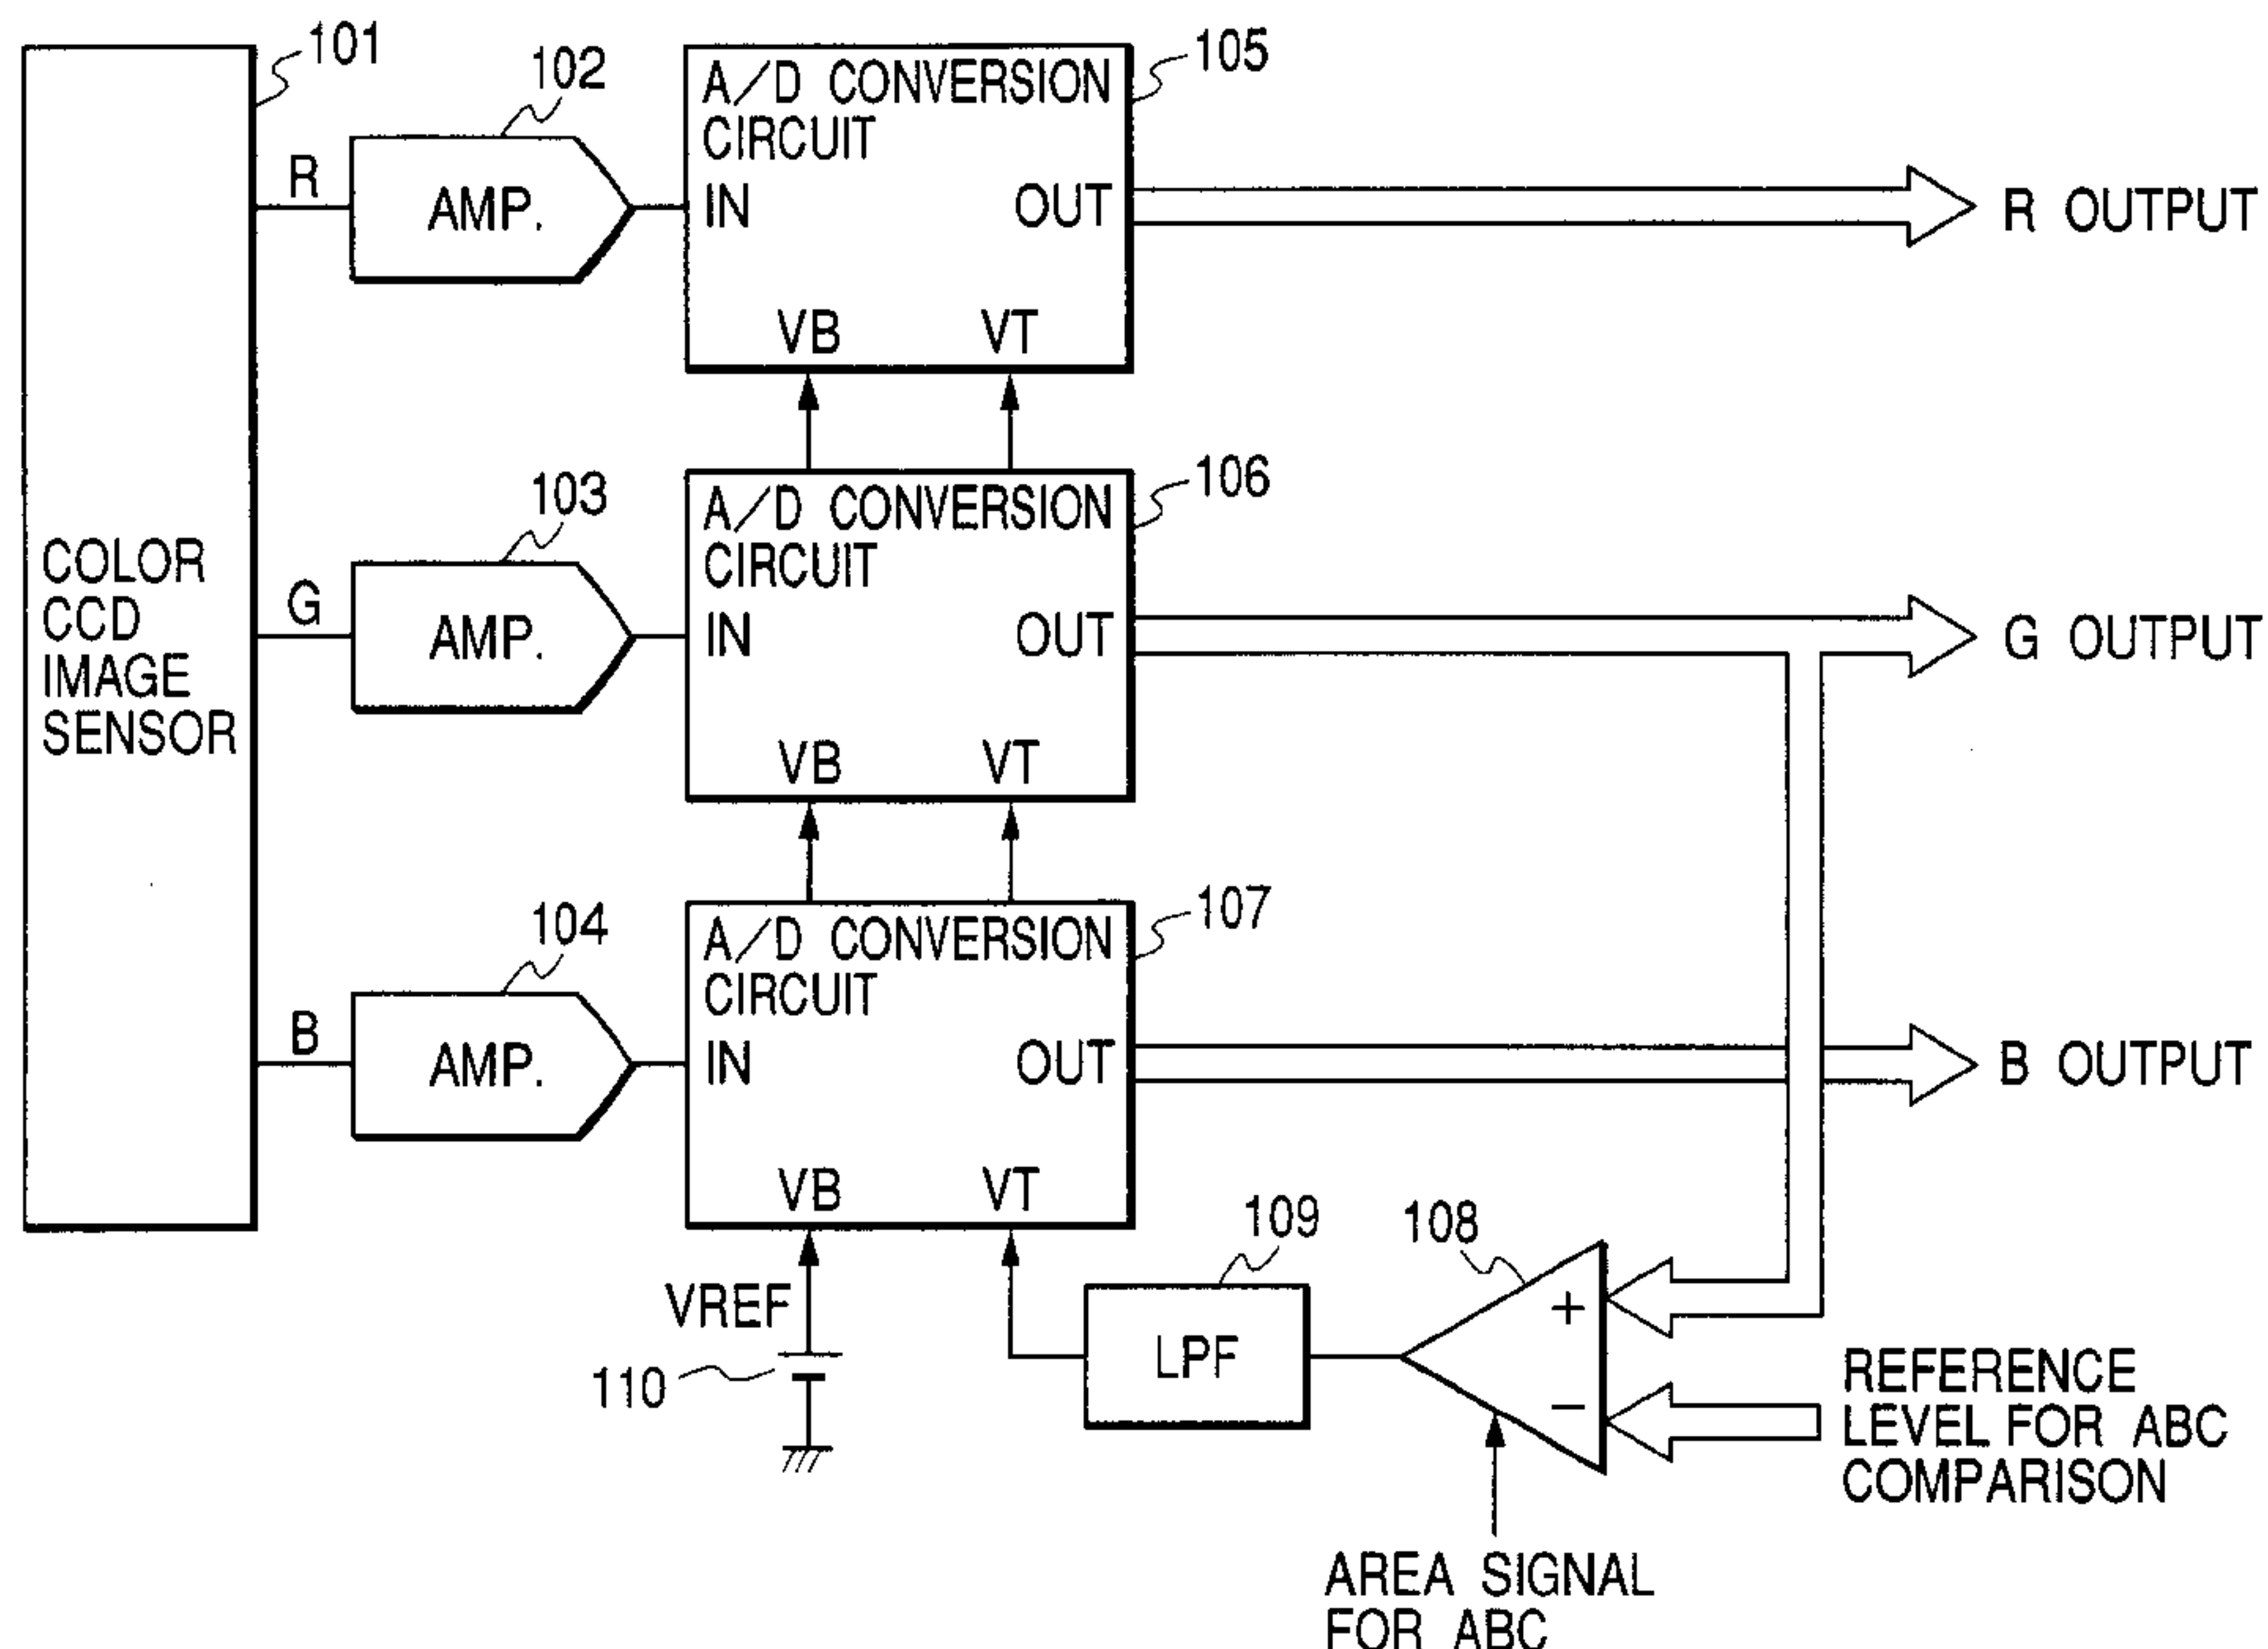 101
102
105
A/D CONVERSION
CIRCUIT
R
AMP.
IN
OUT
R OUTPUT
VB
VT
103
106
A/D CONVERSION
CIRCUIT
COLOR
CCD
IMAGE
SENSOR
G
AMP.
IN
OUT
G OUTPUT
VB
VT
104
107
A/D CONVERSION
CIRCUIT
B
AMP.
IN
OUT
B OUTPUT
VB
VT
109
108
VREF
110
LPF
+
−
REFERENCE
LEVEL FOR ABC
COMPARISON
AREA SIGNAL
FOR ABC